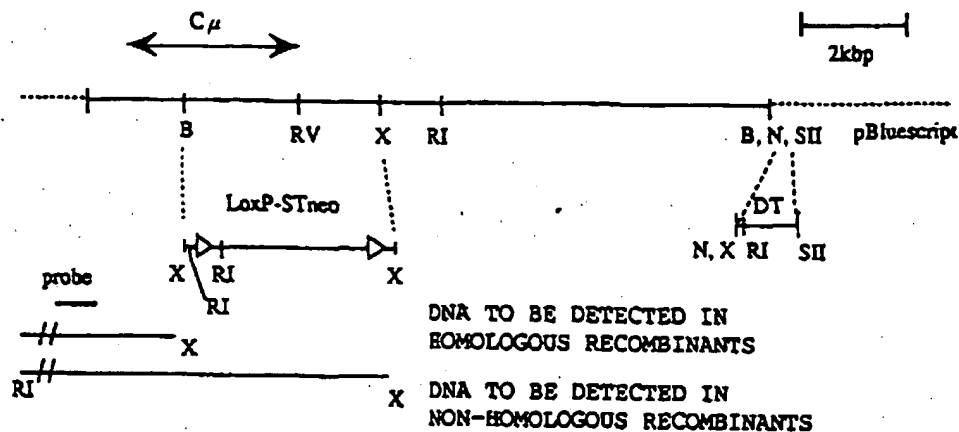 Cμ
2kbp
B RV X RI B, N, SII pBluescript
LoxP-STneo DT
X RI X N, X RI SII
probe RI
DNA TO BE DETECTED IN
HOMOLOGOUS RECOMBINANTS
X
RI X DNA TO BE DETECTED IN
NON-HOMOLOGOUS RECOMBINANTS